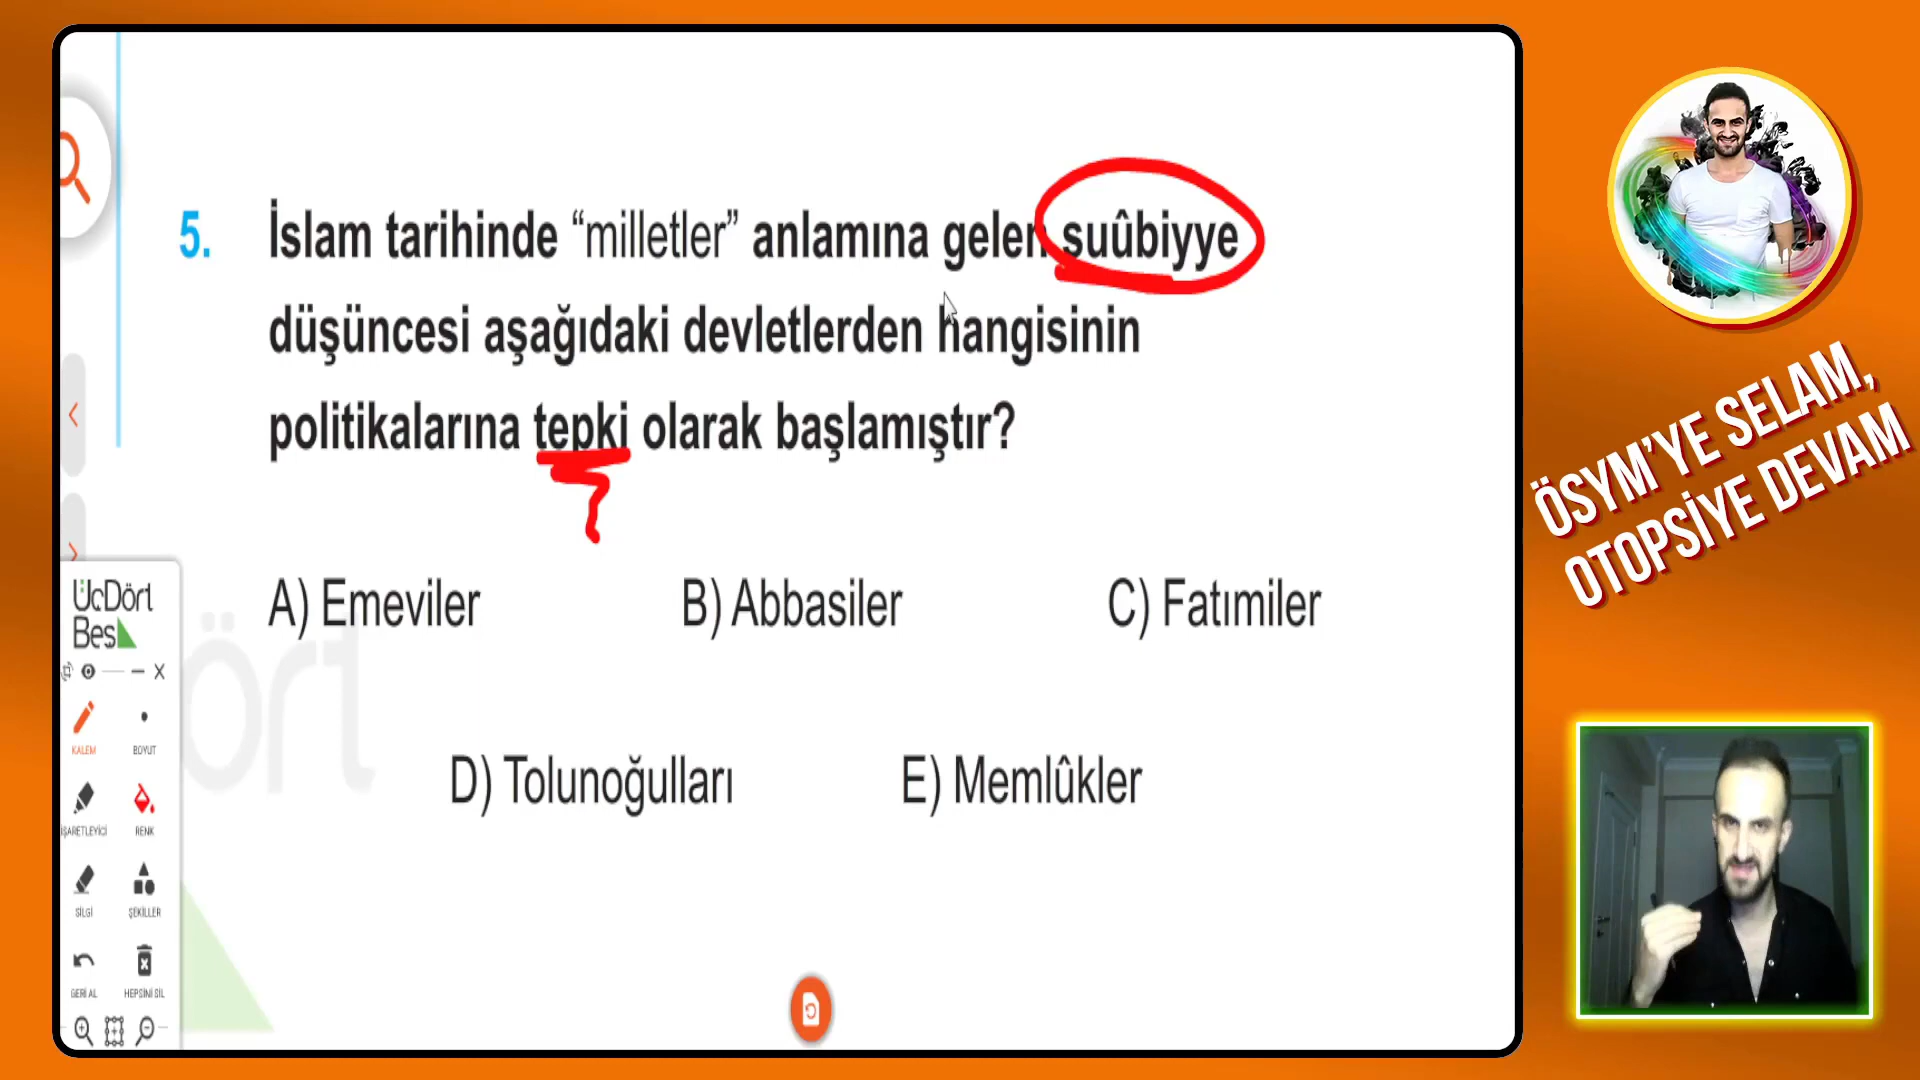 5. İslam tarihinde “milletler” anlamına gelen suûbiyye
düşüncesi aşağıdaki devletlerden hangisinin
politikalarına tepki olarak başlamıştır?
A) Emeviler B) Abbasiler C) Fatımiler
D) Tolunoğulları E) Memlûkler
ÜçDört
Beş
KALEM BOYUT
İŞARETLEYİCİ RENK
SİLGİ ŞEKİLLER
GERİ AL HEPSİNİ SİL
Dört
ÖSYM'YE SELAM,
OTOPSİYE DEVAM